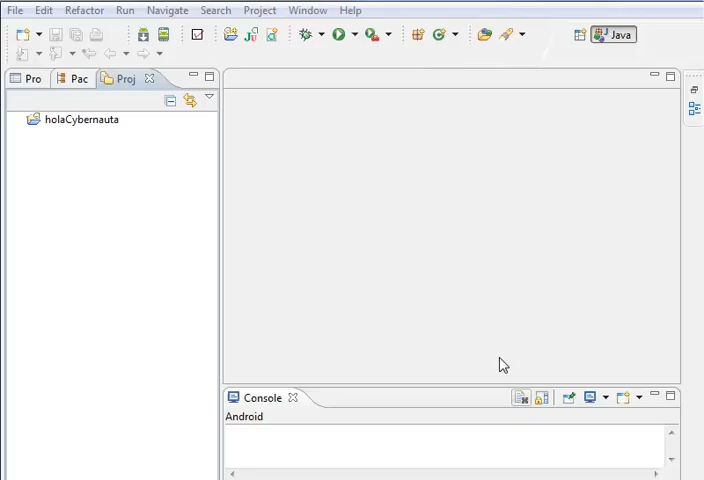 File Edit Refactor Run Navigate Search Project Window Help
Java
Pro Pac Proj
holaCybernauta
Console
Android